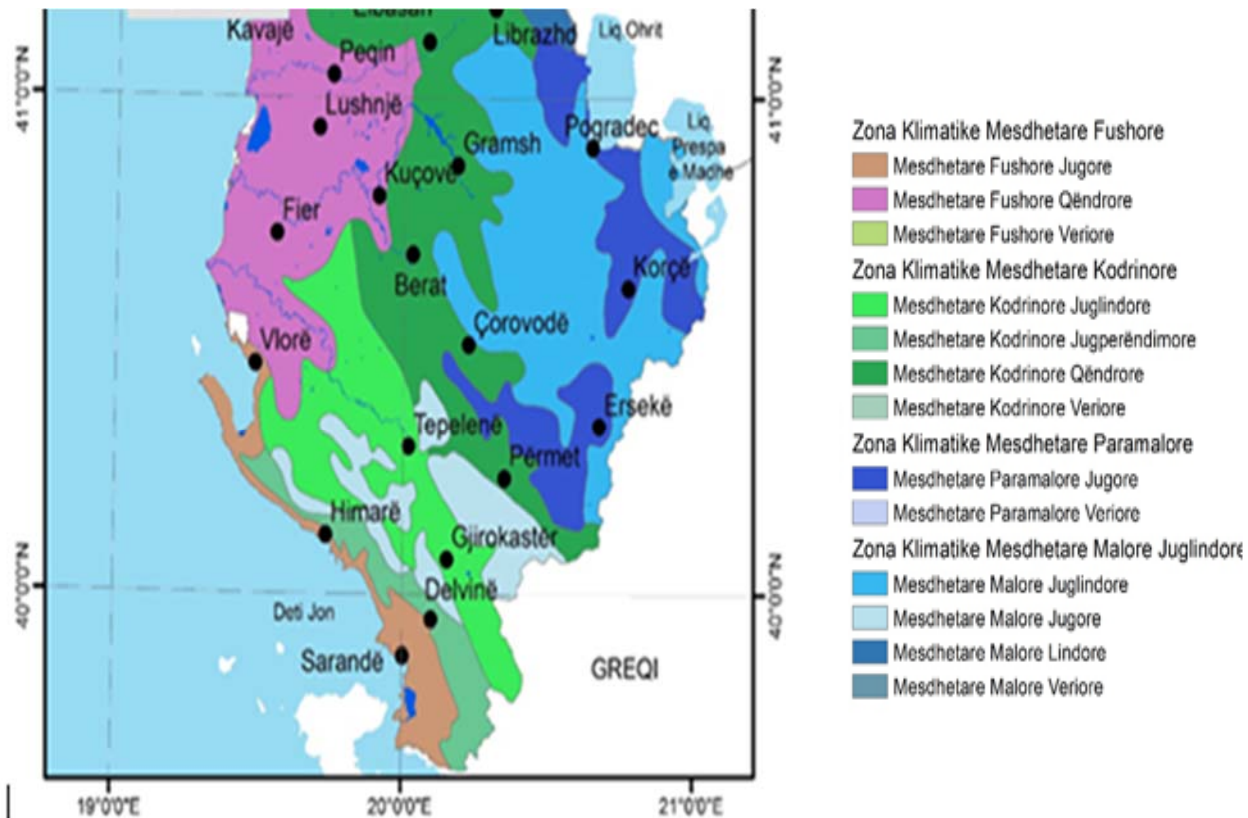 Elbasan
Kavajë
Librazhd
Liq.Ohrit
Peqin
41°0'0"N
41°0'0"N
Lushnjë
Pogradec
Liq.
Prespa
e Madhe
Gramsh
Kuçovë
Fier
Berat
Korçë
Çorovodë
Vlorë
Ersekë
Tepelenë
Përmet
Himarë
Gjirokastër
40°0'0"N
40°0'0"N
Delvinë
Deti Jon
Sarandë
GREQI
19°0'0"E
20°0'0"E
21°0'0"E
Zona Klimatike Mesdhetare Fushore
Mesdhetare Fushore Jugore
Mesdhetare Fushore Qëndrore
Mesdhetare Fushore Veriore
Zona Klimatike Mesdhetare Kodrinore
Mesdhetare Kodrinore Juglindore
Mesdhetare Kodrinore Jugperëndimore
Mesdhetare Kodrinore Qëndrore
Mesdhetare Kodrinore Veriore
Zona Klimatike Mesdhetare Paramalore
Mesdhetare Paramalore Jugore
Mesdhetare Paramalore Veriore
Zona Klimatike Mesdhetare Malore Juglindore
Mesdhetare Malore Juglindore
Mesdhetare Malore Jugore
Mesdhetare Malore Lindore
Mesdhetare Malore Veriore